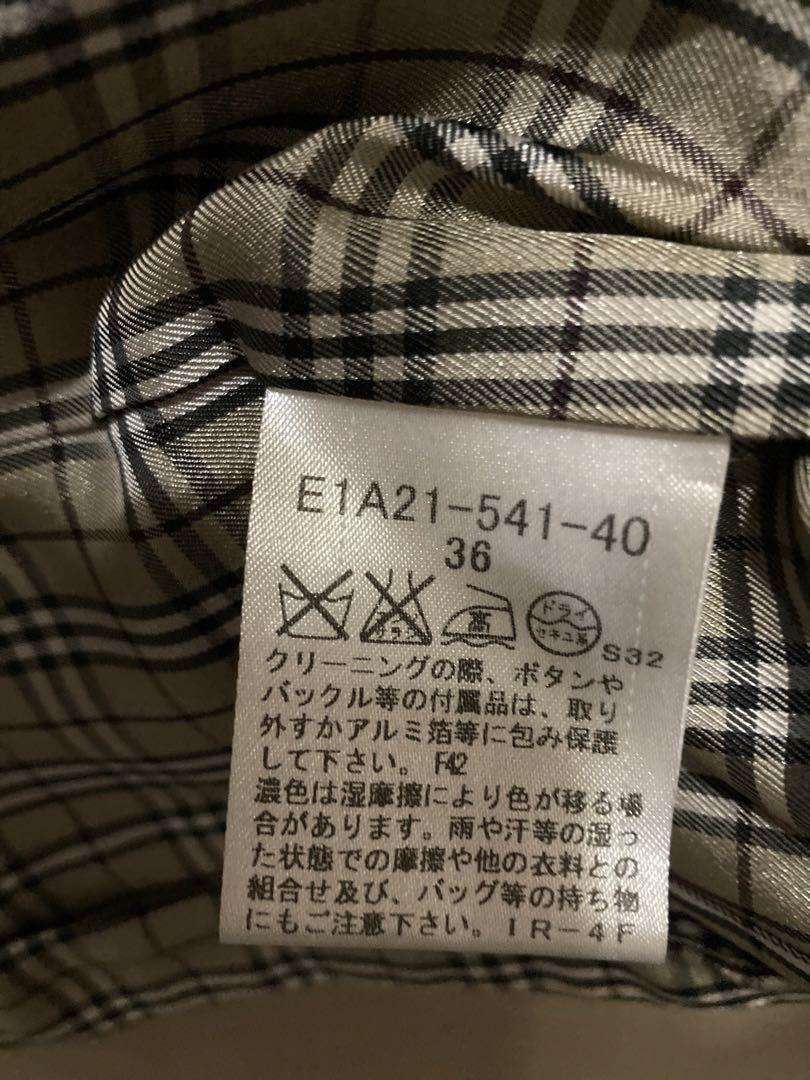 E1A21-541-40
36
エンソ サラシ 高 ドライ セキユ系 S32
クリーニングの際、ボタンや
バックル等の付属品は、取り
外すかアルミ箔等に包み保護
して下さい。 F42
濃色は湿摩擦により色が移る場
合があります。雨や汗等の湿っ
た状態での摩擦や他の衣料との
組合せ及び、バッグ等の持ち物
にもご注意下さい。IR-4F